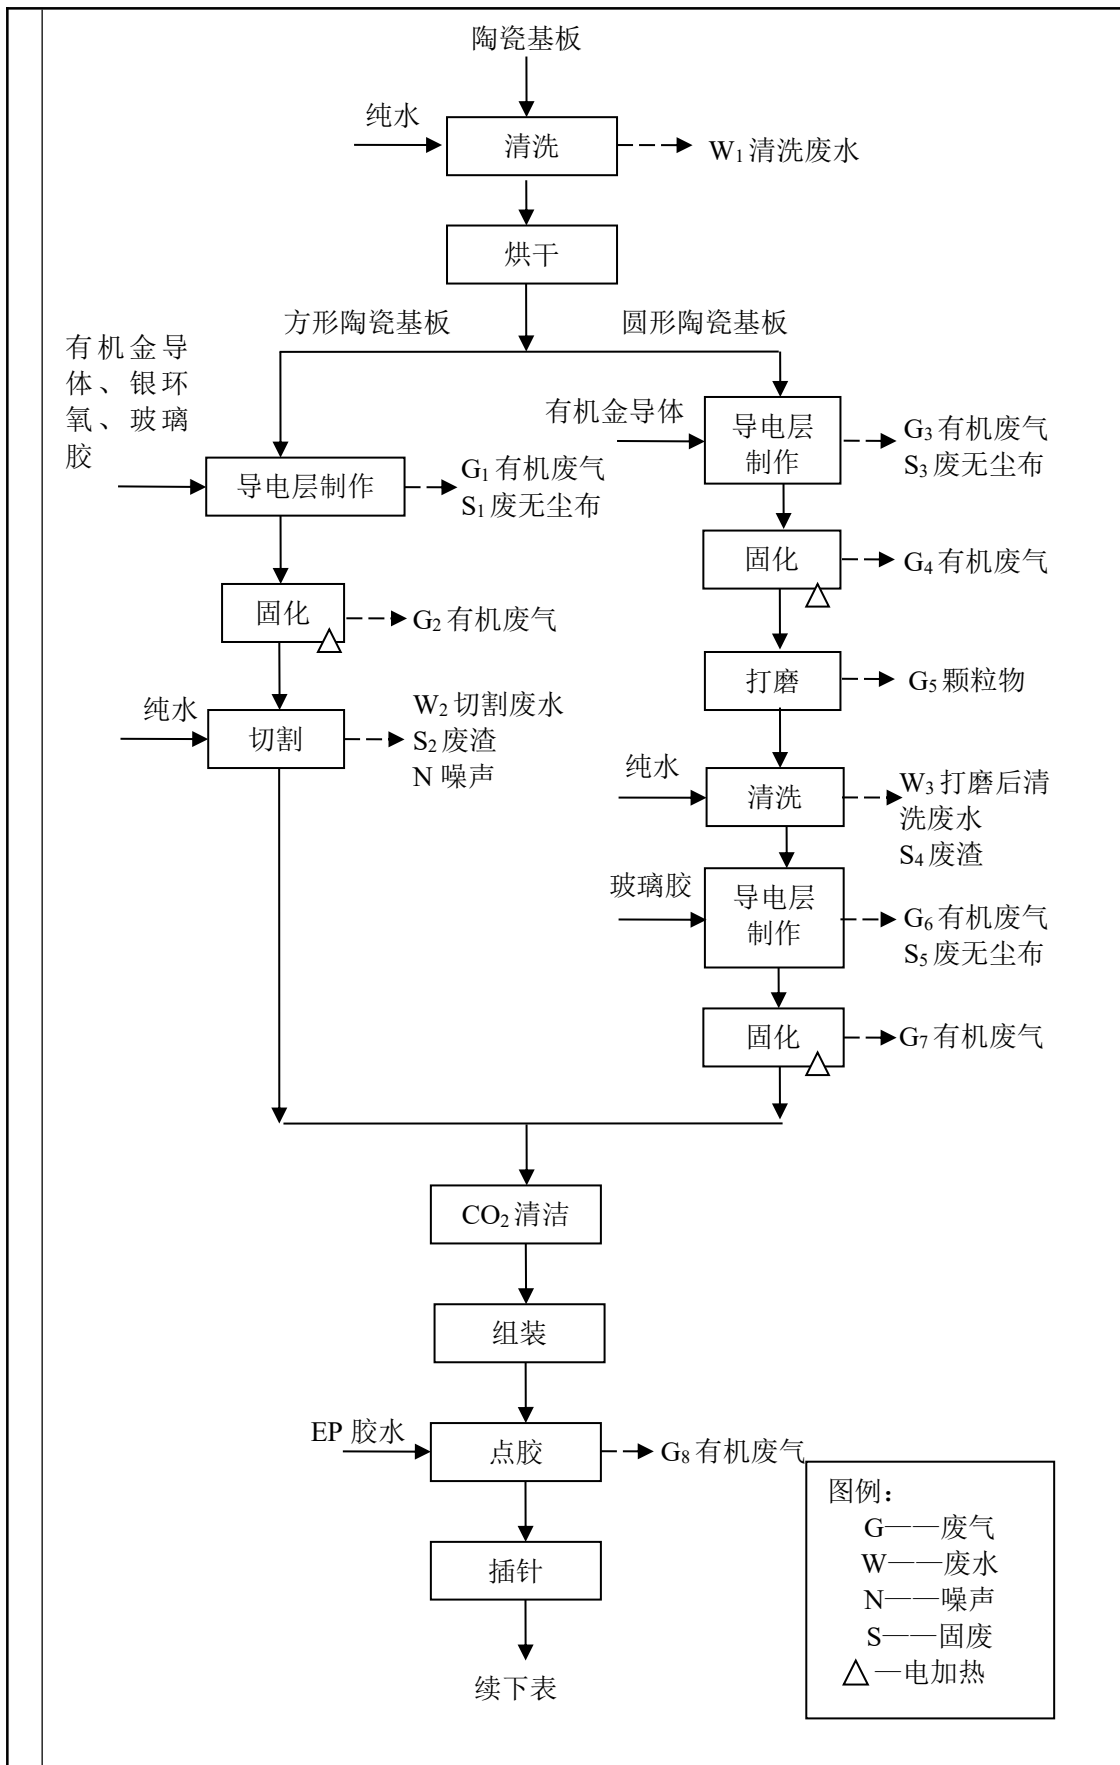 陶瓷基板
纯水
清洗
W1清洗废水
烘干
方形陶瓷基板
圆形陶瓷基板
有机金导
体、银环
氧、玻璃
胶
导电层制作
G1有机废气
S1废无尘布
有机金导体
导电层
制作
G3有机废气
S3废无尘布
固化
G2有机废气
固化
G4有机废气
纯水
切割
W2切割废水
S2废渣
N 噪声
打磨
G5颗粒物
纯水
清洗
W3打磨后清
洗废水
S4废渣
玻璃胶
导电层
制作
G6有机废气
S5废无尘布
固化
G7有机废气
CO2清洁
组装
EP 胶水
点胶
G8有机废气
插针
续下表
图例：
G——废气
W——废水
N——噪声
S——固废
△—电加热